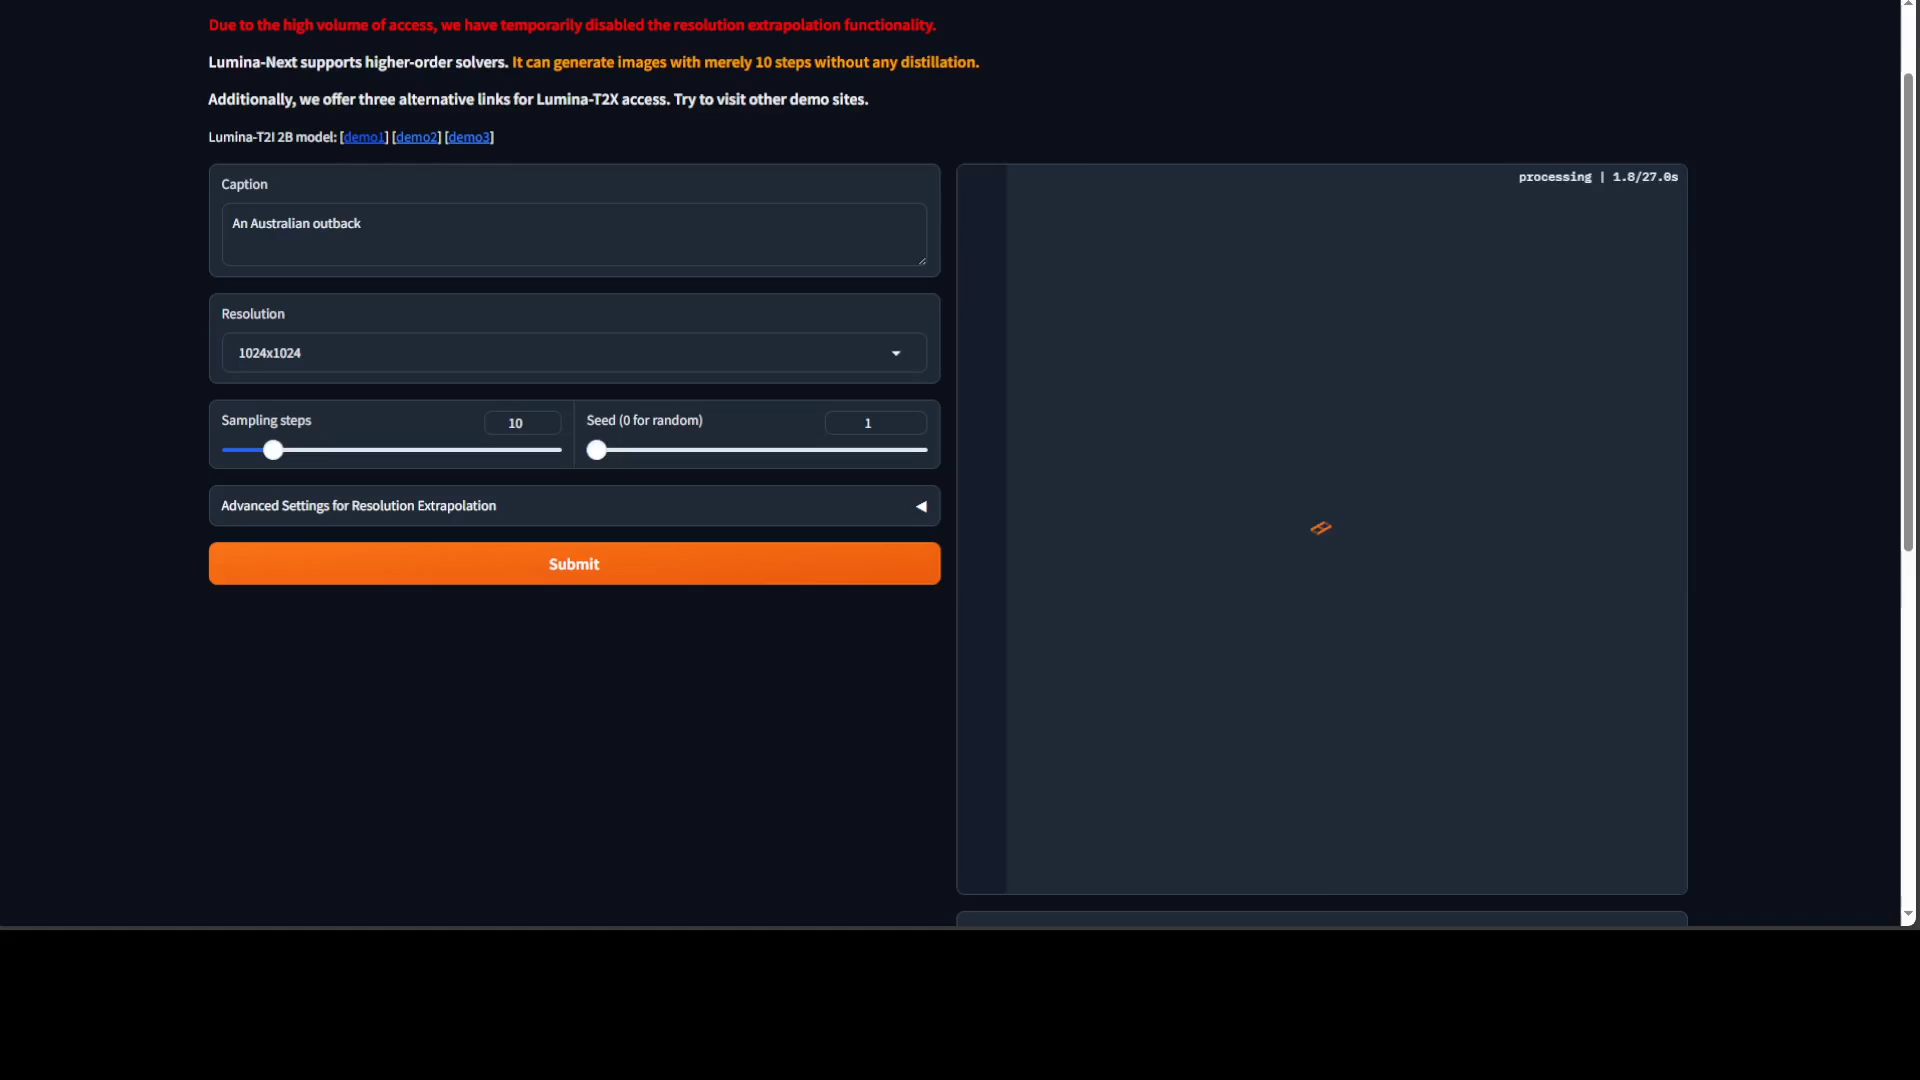 Due to the high volume of access, we have temporarily disabled the resolution extrapolation functionality.
Lumina-Next supports higher-order solvers. It can generate images with merely 10 steps without any distillation.
Additionally, we offer three alternative links for Lumina-T2X access. Try to visit other demo sites.
Lumina-T2I 2B model: [demo1] [demo2] [demo3]
Caption
An Australian outback
Resolution
1024x1024
Sampling steps
10
Seed (0 for random)
1
Advanced Settings for Resolution Extrapolation
Submit
processing | 1.8/27.0s